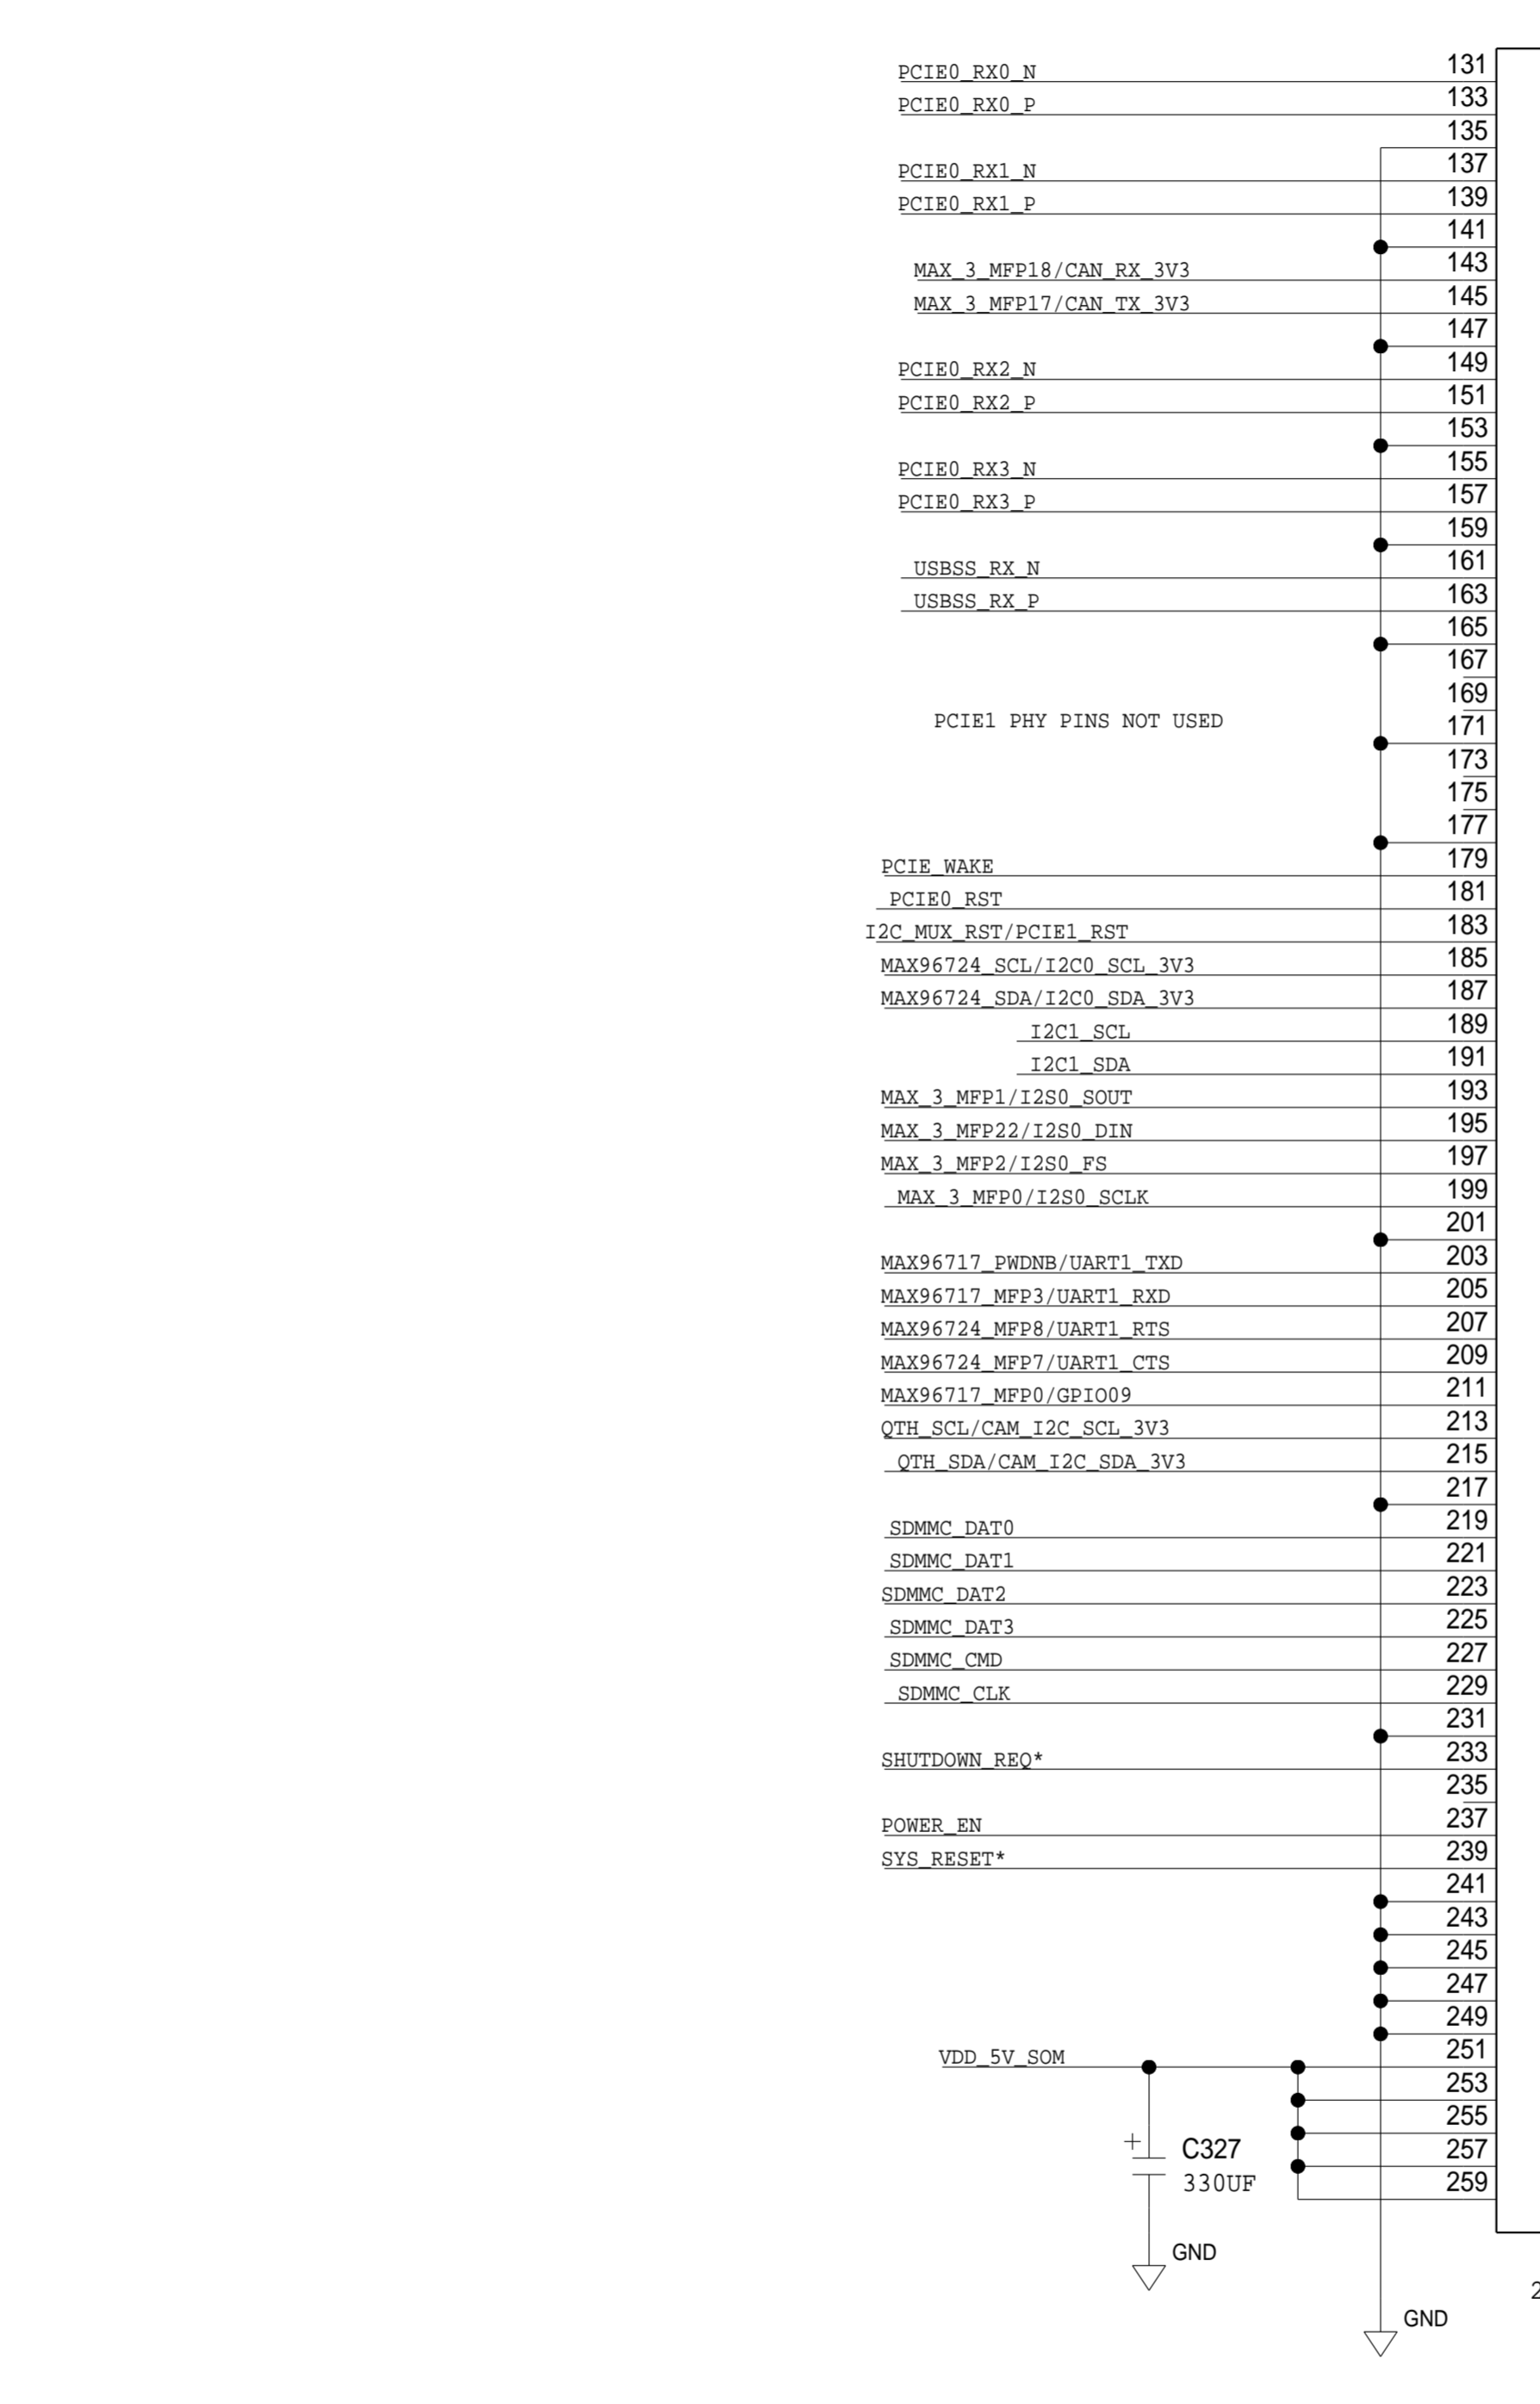 PCIE0_RX0_N 131
PCIE0_RX0_P 133
135
PCIE0_RX1_N 137
PCIE0_RX1_P 139
141
MAX_3_MFP18/CAN_RX_3V3 143
MAX_3_MFP17/CAN_TX_3V3 145
147
PCIE0_RX2_N 149
PCIE0_RX2_P 151
153
PCIE0_RX3_N 155
PCIE0_RX3_P 157
159
USBSS_RX_N 161
USBSS_RX_P 163
165
167
169
PCIE1 PHY PINS NOT USED 171
173
175
177
PCIE_WAKE 179
PCIE0_RST 181
I2C_MUX_RST/PCIE1_RST 183
MAX96724_SCL/I2C0_SCL_3V3 185
MAX96724_SDA/I2C0_SDA_3V3 187
I2C1_SCL 189
I2C1_SDA 191
MAX_3_MFP1/I2S0_SOUT 193
MAX_3_MFP22/I2S0_DIN 195
MAX_3_MFP2/I2S0_FS 197
MAX_3_MFP0/I2S0_SCLK 199
201
MAX96717_PWDNB/UART1_TXD 203
MAX96717_MFP3/UART1_RXD 205
MAX96724_MFP8/UART1_RTS 207
MAX96724_MFP7/UART1_CTS 209
MAX96717_MFP0/GPIO09 211
QTH_SCL/CAM_I2C_SCL_3V3 213
QTH_SDA/CAM_I2C_SDA_3V3 215
217
SDMMC_DAT0 219
SDMMC_DAT1 221
SDMMC_DAT2 223
SDMMC_DAT3 225
SDMMC_CMD 227
SDMMC_CLK 229
231
SHUTDOWN_REQ* 233
235
POWER_EN 237
SYS_RESET* 239
241
243
245
247
249
VDD_5V_SOM 251
253
255
+ C327 257
330UF 259
GND
2
GND